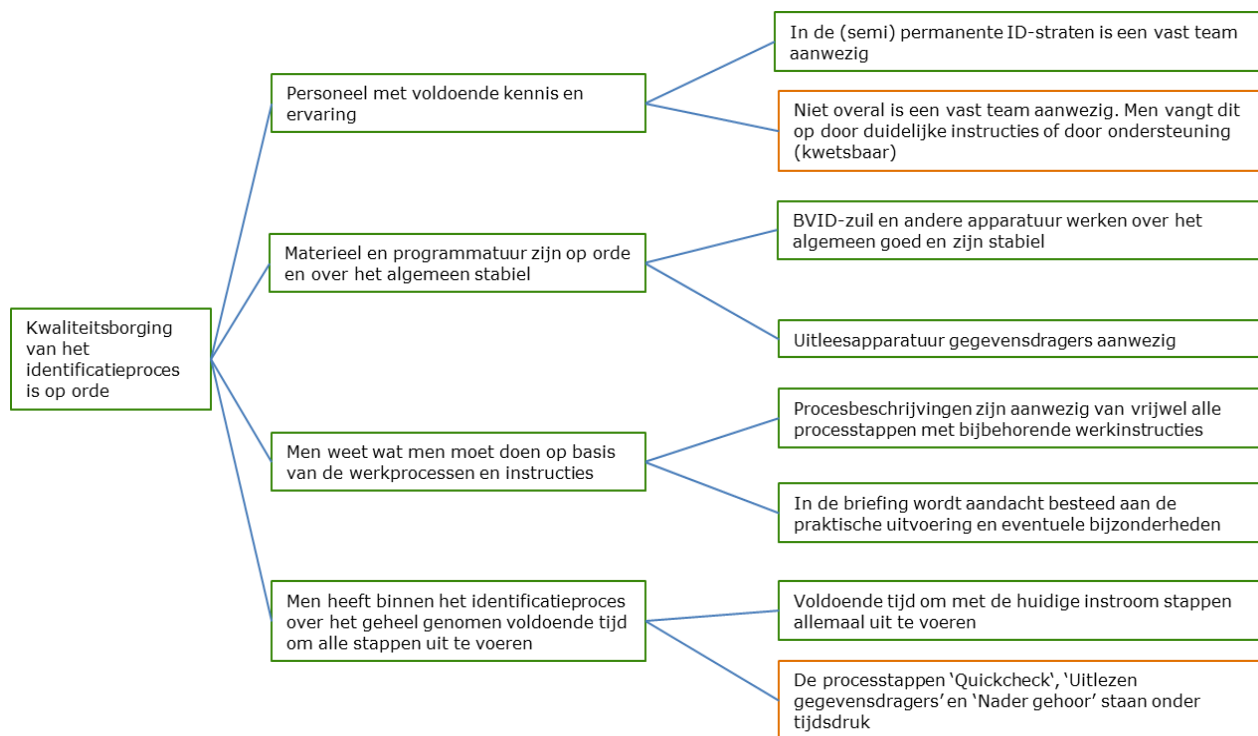 Kwaliteitsborging
van het
identificatieproces
is op orde
Personeel met voldoende kennis en
ervaring
In de (semi) permanente ID-straten is een vast team
aanwezig
Niet overal is een vast team aanwezig. Men vangt dit
op door duidelijke instructies of door ondersteuning
(kwetsbaar)
Materieel en programmatuur zijn op orde
en over het algemeen stabiel
BVID-zuil en andere apparatuur werken over het
algemeen goed en zijn stabiel
Uitleesapparatuur gegevensdragers aanwezig
Men weet wat men moet doen op basis
van de werkprocessen en instructies
Procesbeschrijvingen zijn aanwezig van vrijwel alle
processtappen met bijbehorende werkinstructies
In de briefing wordt aandacht besteed aan de
praktische uitvoering en eventuele bijzonderheden
Men heeft binnen het identificatieproces
over het geheel genomen voldoende tijd
om alle stappen uit te voeren
Voldoende tijd om met de huidige instroom stappen
allemaal uit te voeren
De processtappen ‘Quickcheck‘, ‘Uitlezen
gegevensdragers’ en ‘Nader gehoor’ staan onder
tijdsdruk